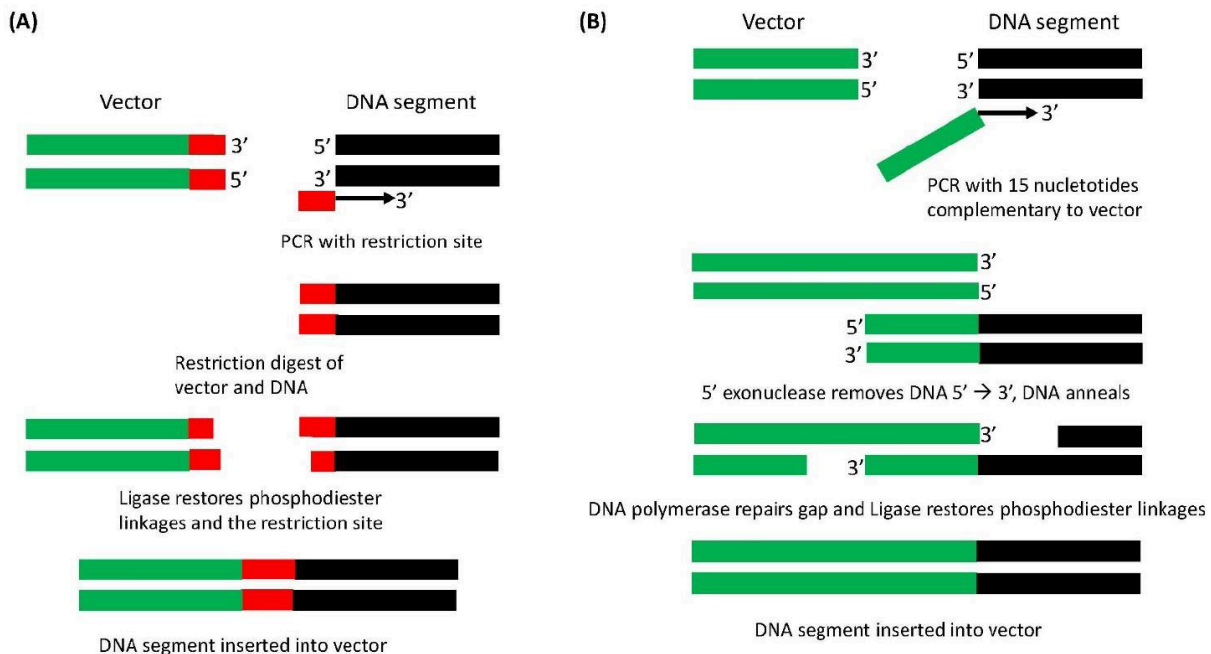 (A)
Vector
DNA segment
3’
5’
5’
3’
3’
PCR with restriction site
Restriction digest of
vector and DNA
Ligase restores phosphodiester
linkages and the restriction site
DNA segment inserted into vector
(B)
Vector
DNA segment
3’
5’
5’
3’
3’
PCR with 15 nucletotides
complementary to vector
3’
5’
5’
3’
5’ exonuclease removes DNA 5’ → 3’, DNA anneals
3’
3’
DNA polymerase repairs gap and Ligase restores phosphodiester linkages
DNA segment inserted into vector